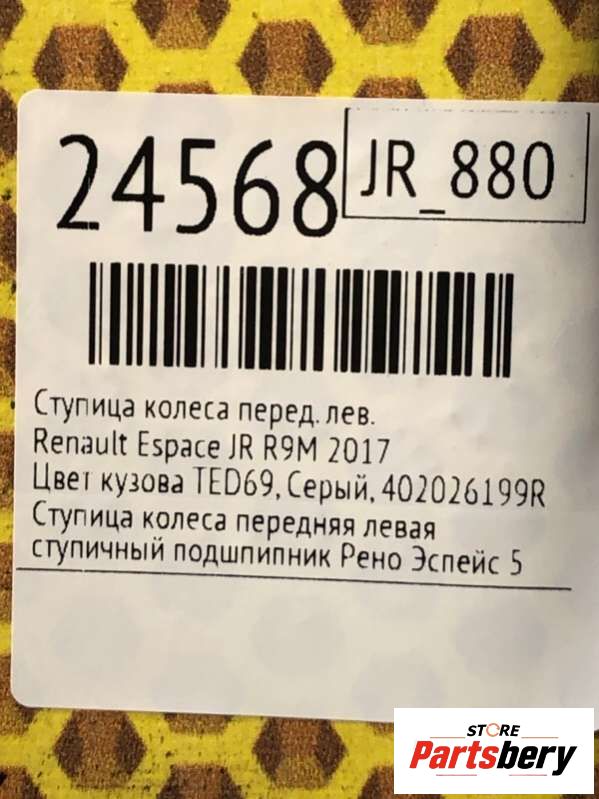 24568
JR_880
Ступица колеса перед. лев.
Renault Espace JR R9M 2017
Цвет кузова TED69, Серый, 402026199R
Ступица колеса передняя левая
ступичный подшпипник Рено Эспейс 5
STORE
Partsbery